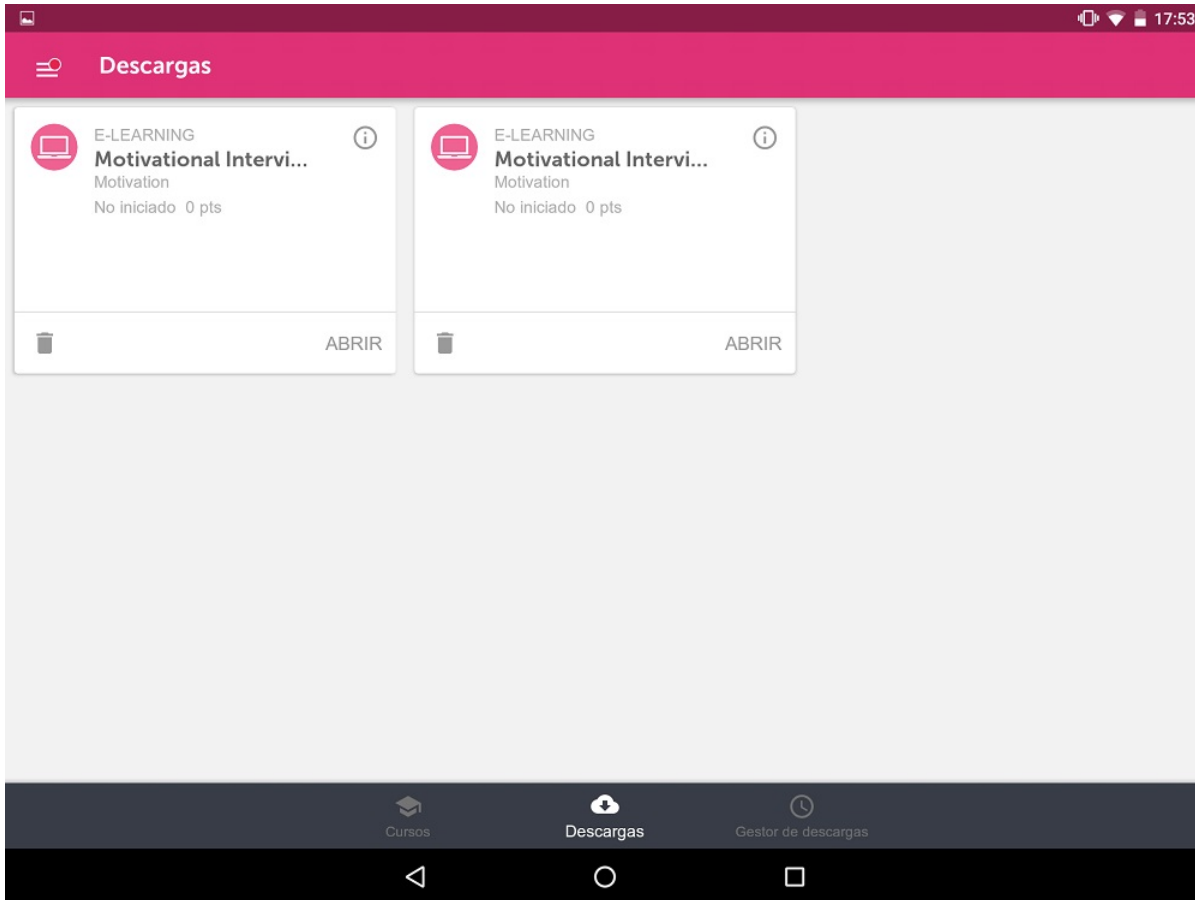 17:53
Descargas
E-LEARNING
Motivational Intervi...
Motivation
No iniciado 0 pts
ABRIR
E-LEARNING
Motivational Intervi...
Motivation
No iniciado 0 pts
ABRIR
Cursos
Descargas
Gestor de descargas